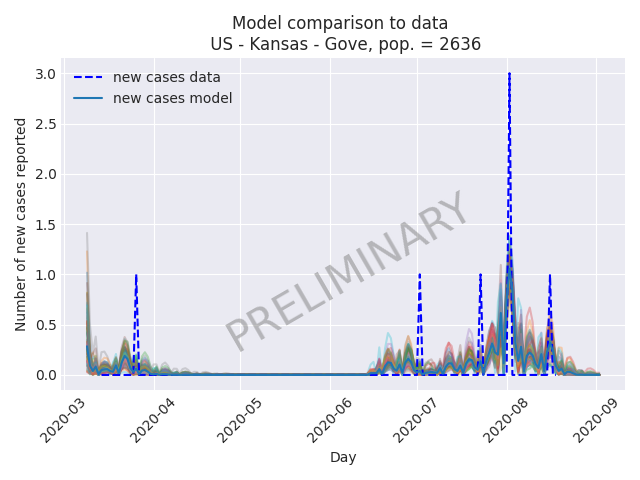 Model comparison to data
US - Kansas - Gove, pop. = 2636
new cases data
new cases model
3.0
2.5
2.0
1.5
1.0
0.5
0.0
Number of new cases reported
PRELIMINARY
2020-03
2020-04
2020-05
2020-06
2020-07
2020-08
2020-09
Day